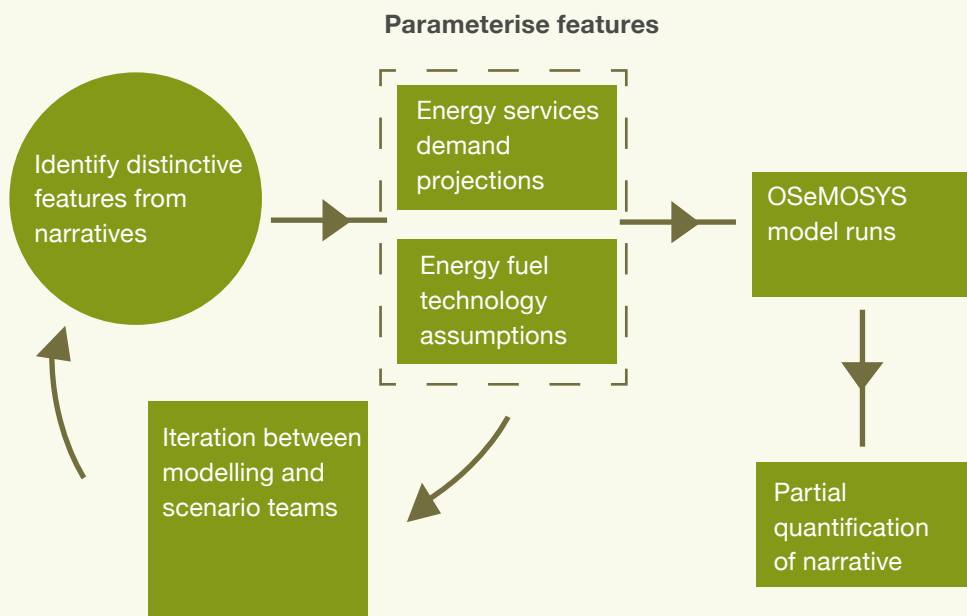 Parameterise features
Identify distinctive
features from
narratives
Energy services
demand
projections
Energy fuel
technology
assumptions
OSeMOSYS
model runs
Iteration between
modelling and
scenario teams
Partial
quantification
of narrative